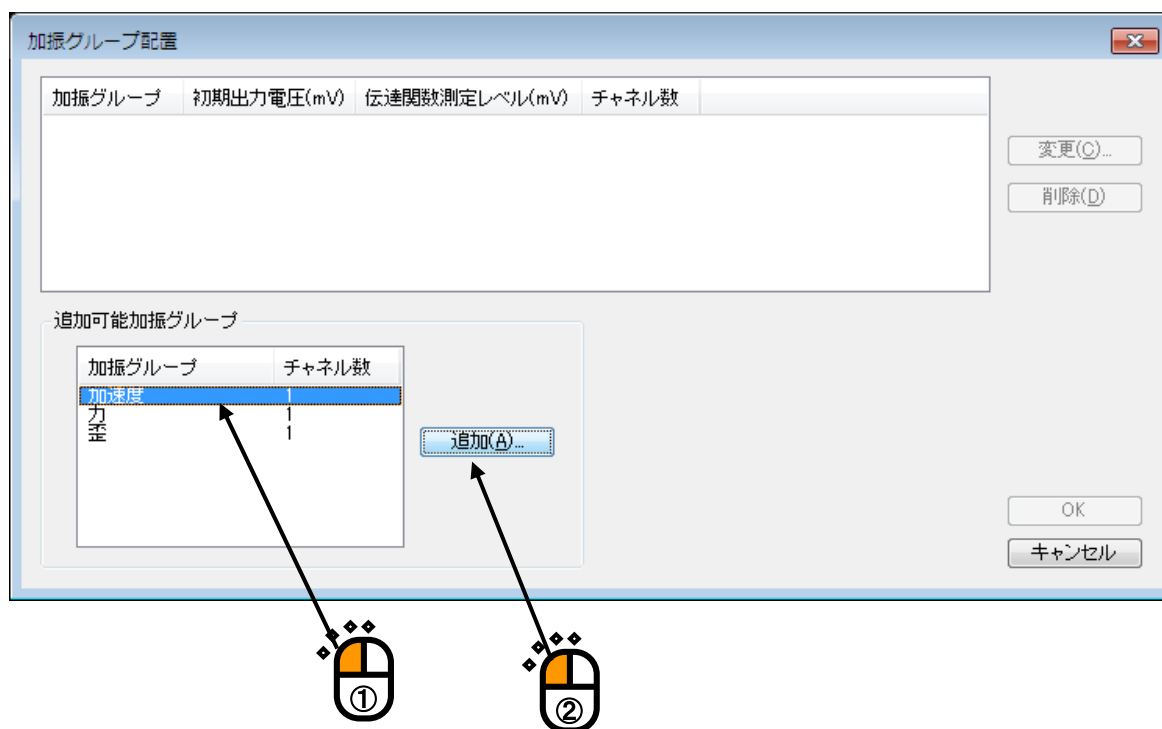 加振グループ配置
加振グループ 初期出力電圧(mV) 伝達関数測定レベル(mV) チャネル数
変更(C)...
削除(D)
追加可能加振グループ
加振グループ チャネル数
加速度 1
力 1
歪 1
追加(A)...
OK
キャンセル
① ②